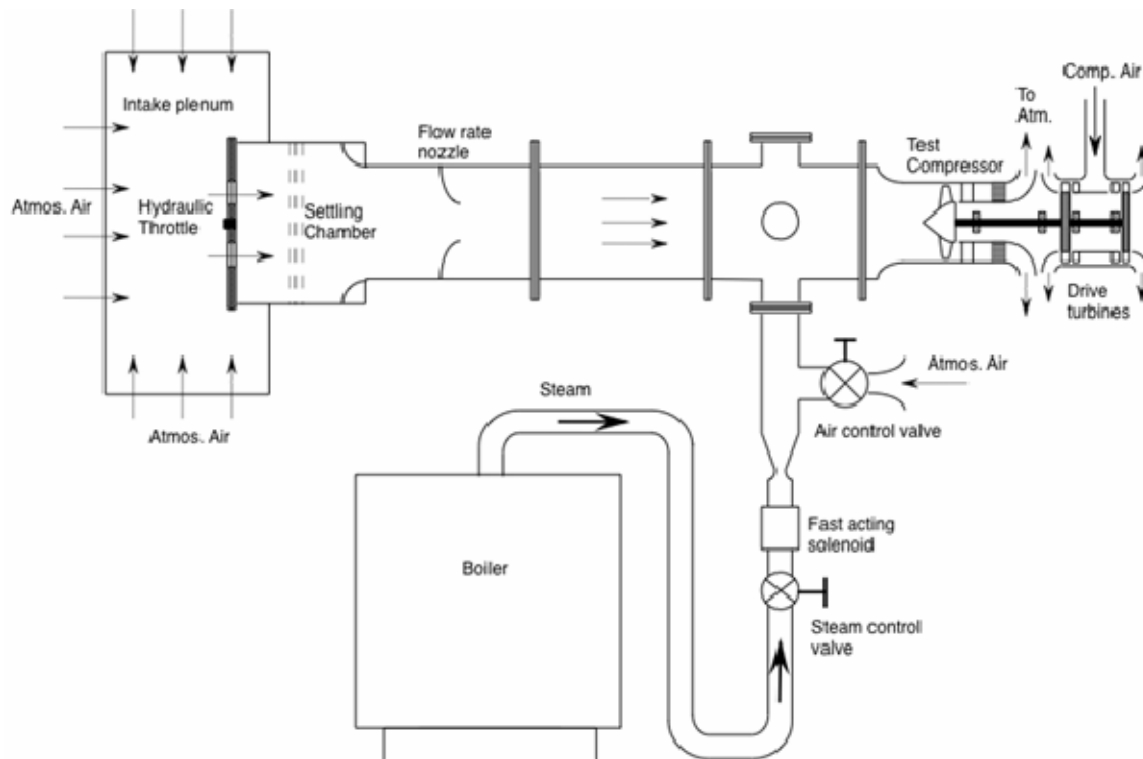 Comp. Air
Intake plenum
To
Atm.
Flow rate
nozzle
Test
Compressor
Atmos. Air
Hydraulic
Throttle
Settling
Chamber
Drive
turbines
Steam
Atmos. Air
Atmos. Air
Air control valve
Fast acting
solenoid
Boiler
Steam control
valve